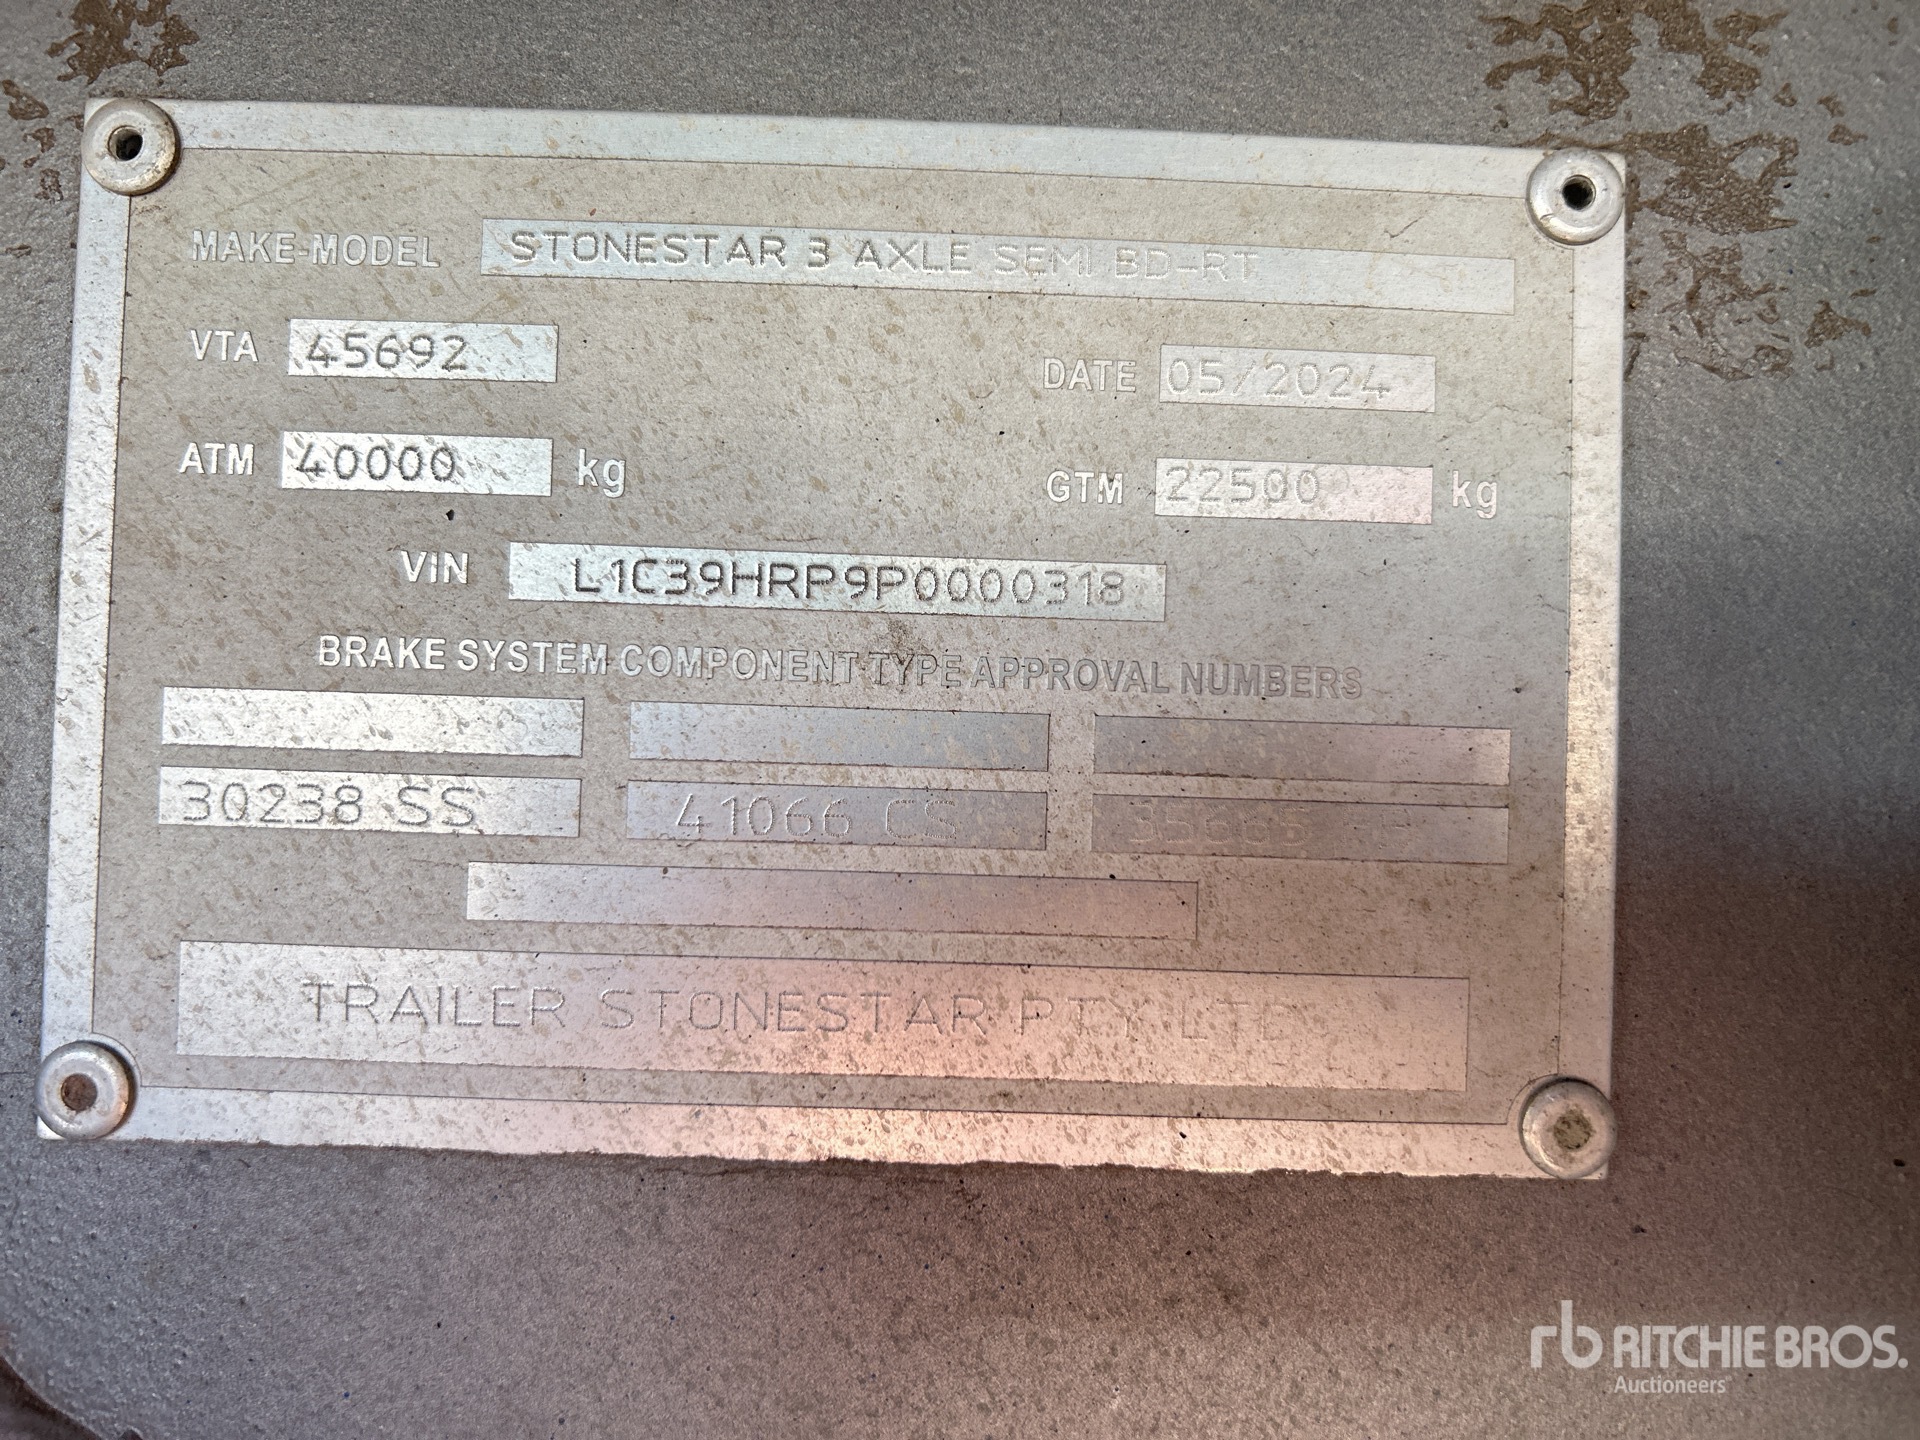 MAKE-MODEL STONESTAR 3 AXLE SEMI BD-RT
VTA 45692 DATE 05/2024
ATM 40000 kg GTM 22500 kg
VIN L1C39HRP9P0000318
BRAKE SYSTEM COMPONENT TYPE APPROVAL NUMBERS
30238 SS 41066 CS
TRAILER STONESTAR PTY LTD
rb RITCHIE BROS.
Auctioneers